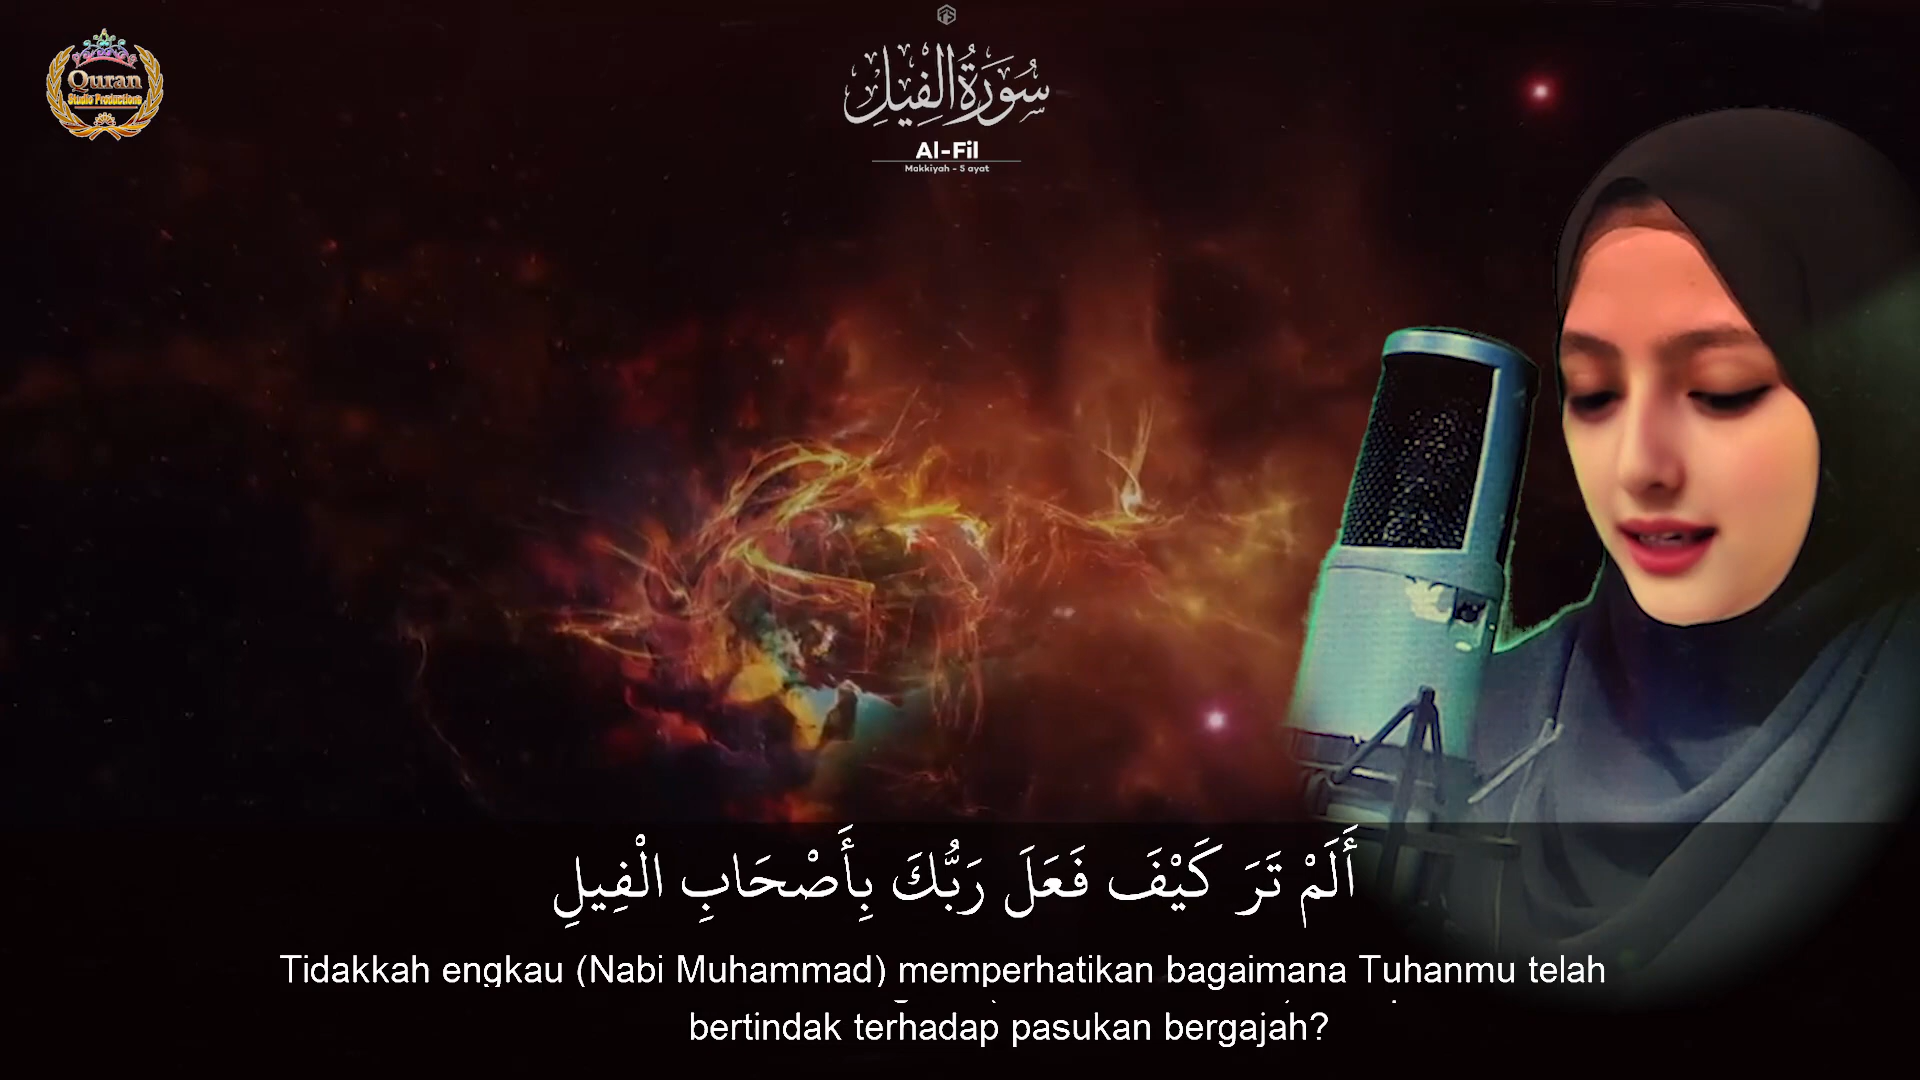 Quran
Studio Productions
سُورَةُ الْفِيلِ
Al-Fil
Makkiyah - 5 ayat
أَلَمْ تَرَ كَيْفَ فَعَلَ رَبُّكَ بِأَصْحَابِ الْفِيلِ
Tidakkah engkau (Nabi Muhammad) memperhatikan bagaimana Tuhanmu telah
bertindak terhadap pasukan bergajah?